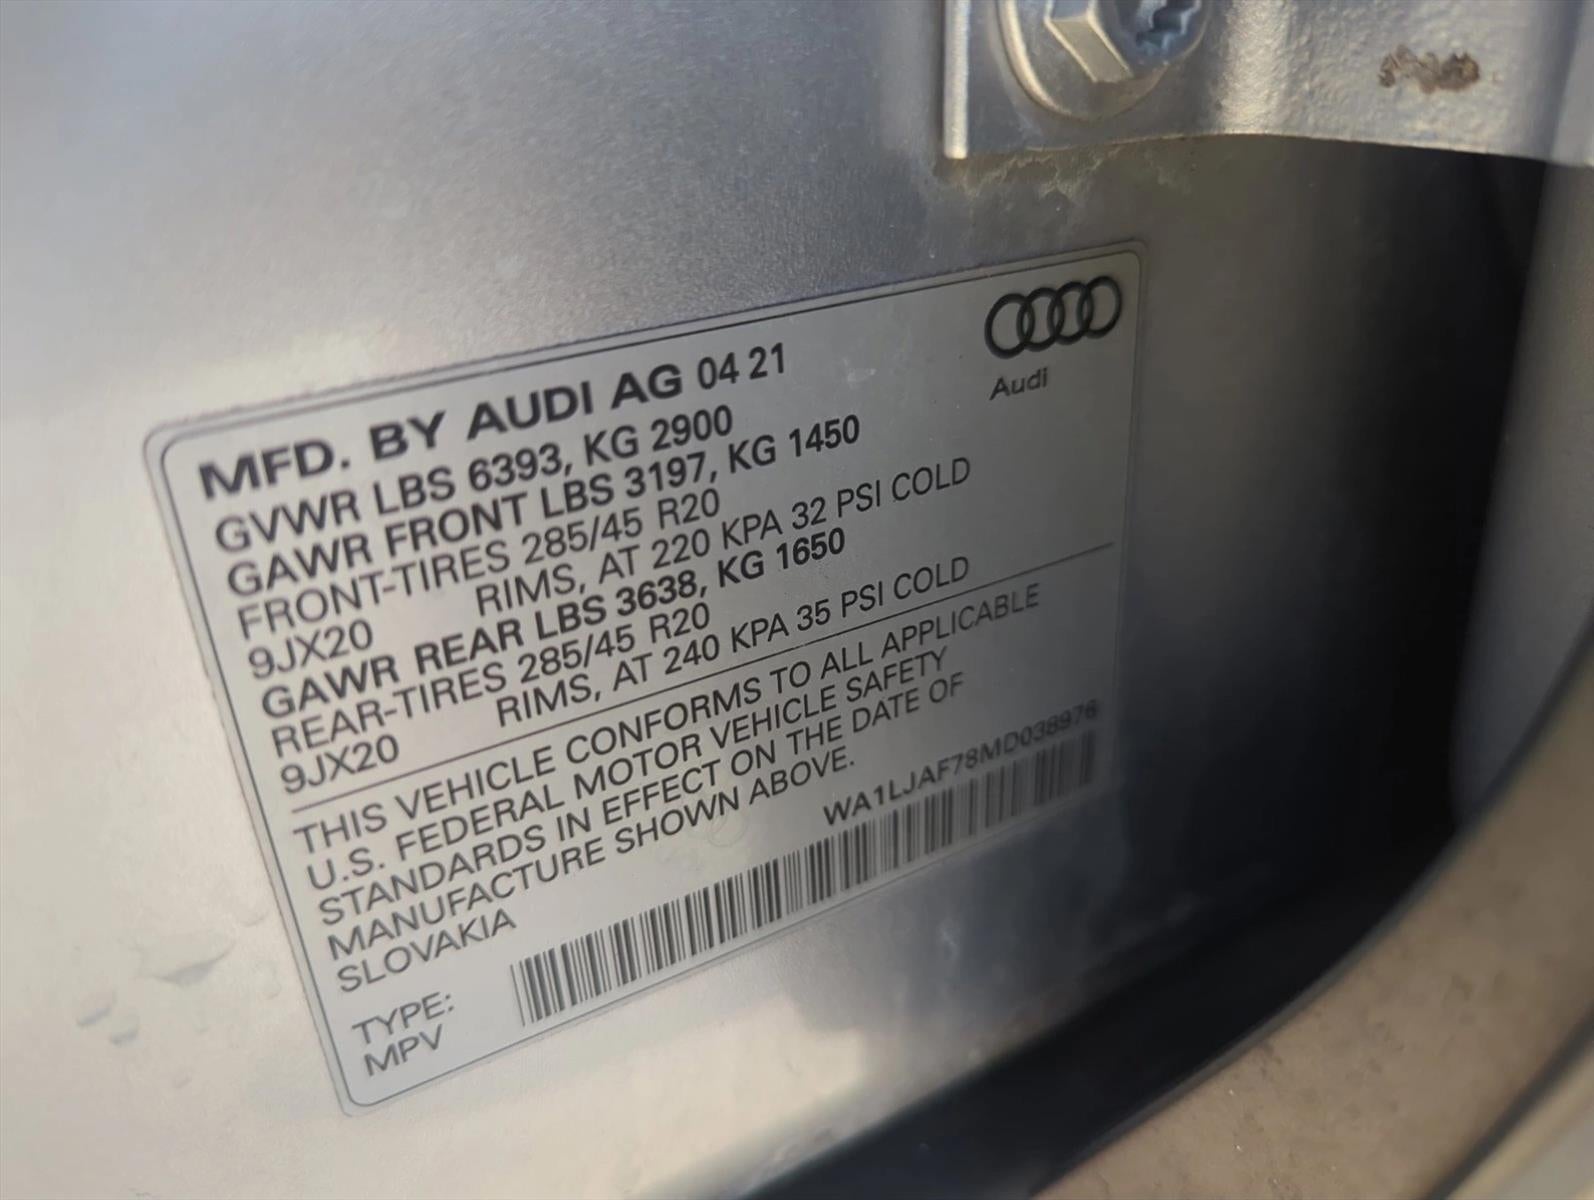 MFD. BY AUDI AG 04 21
GVWR LBS 6393, KG 2900
GAWR FRONT LBS 3197, KG 1450
FRONT-TIRES 285/45 R20
9JX20 RIMS, AT 220 KPA 32 PSI COLD
GAWR REAR LBS 3638, KG 1650
REAR-TIRES 285/45 R20
9JX20 RIMS, AT 240 KPA 35 PSI COLD
Audi
THIS VEHICLE CONFORMS TO ALL APPLICABLE
U.S. FEDERAL MOTOR VEHICLE SAFETY
STANDARDS IN EFFECT ON THE DATE OF
MANUFACTURE SHOWN ABOVE.
SLOVAKIA
WA1LJAF78MD038976
TYPE:
MPV